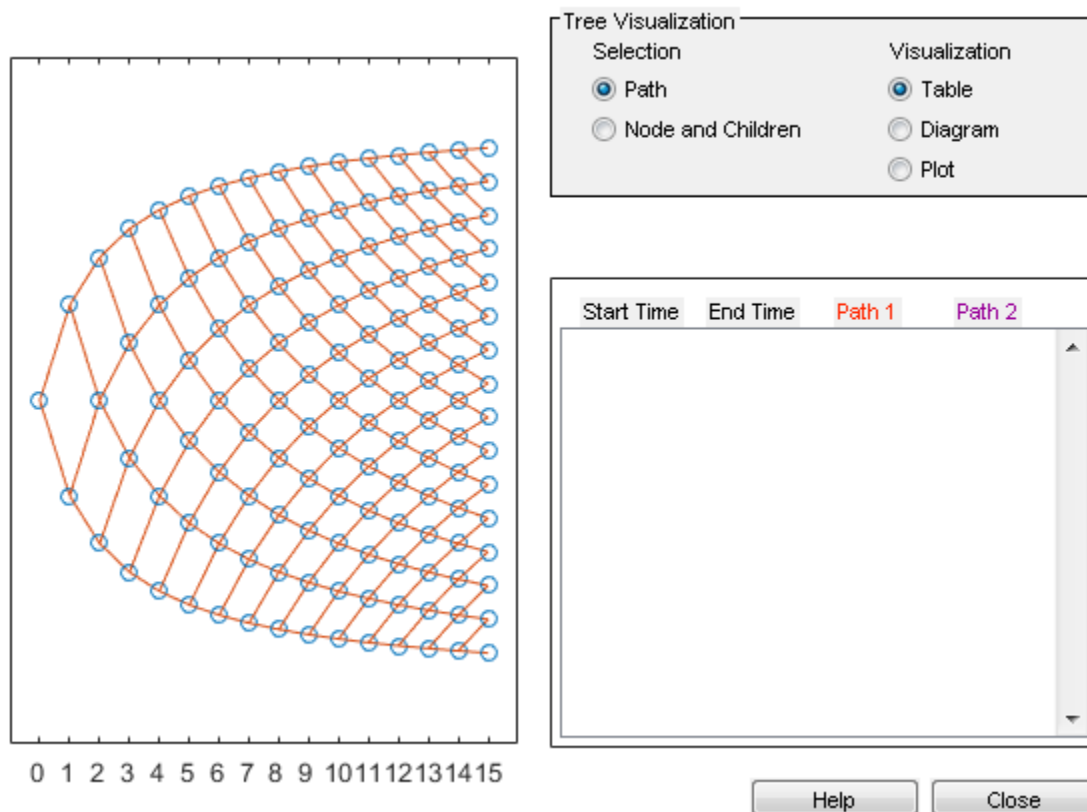 Tree Visualization
Selection
Visualization
Path
Table
Node and Children
Diagram
Plot
Start Time End Time Path 1 Path 2
0 1 2 3 4 5 6 7 8 9 10 11 12 13 14 15
Help
Close